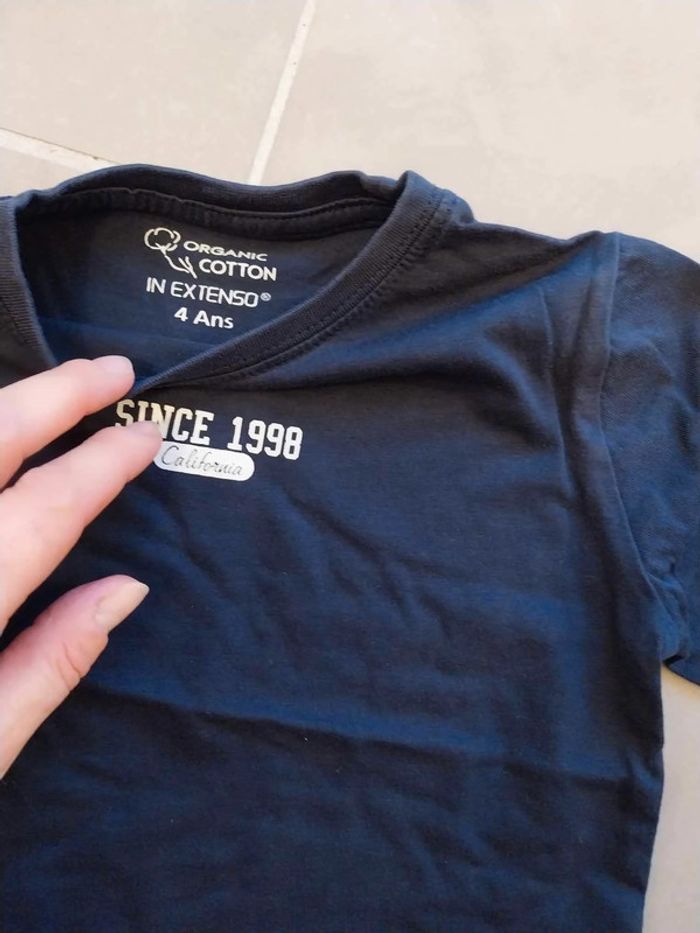 ORGANIC
COTTON
IN EXTENSO®
4 Ans
SINCE 1998
California